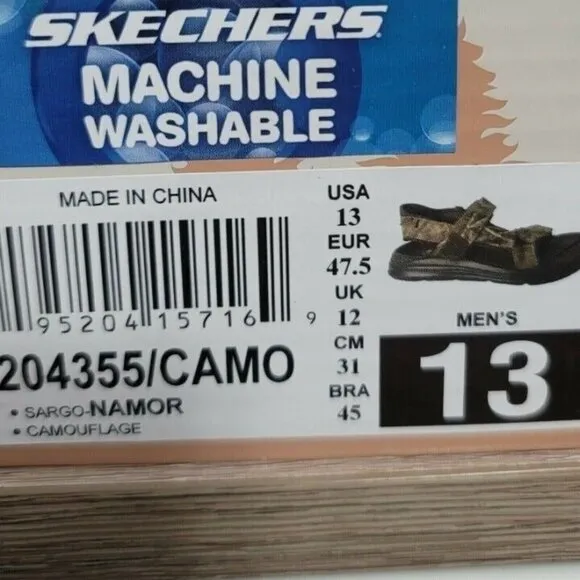 SKECHERS
MACHINE
WASHABLE
MADE IN CHINA
95204 15716 9
204355/CAMO
• SARGO-NAMOR
• CAMOUFLAGE
USA
13
EUR
47.5
UK
12
CM
31
BRA
45
MEN'S
13